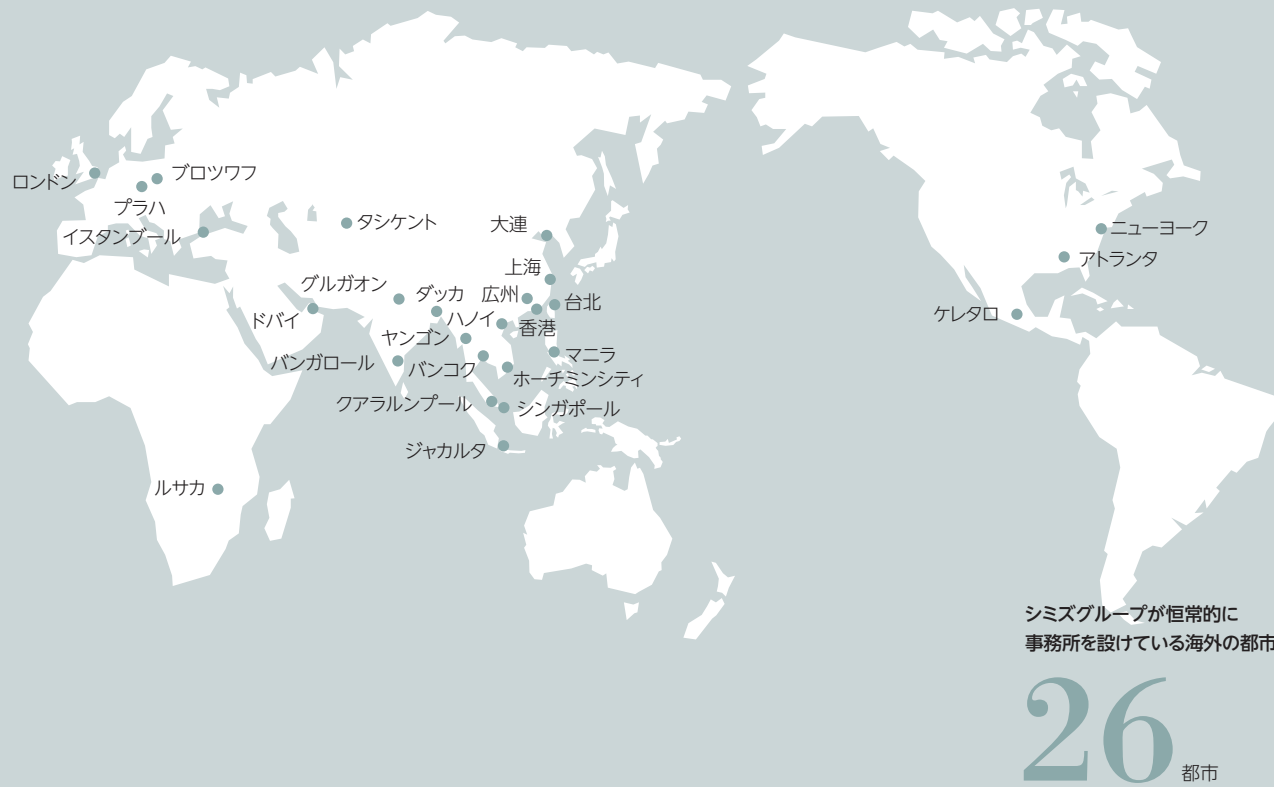 ロンドン
ブロツワフ
プラハ
イスタンブール
タシケント
大連
上海
グルガオン
ダッカ
広州
台北
ドバイ
ハノイ
香港
ヤンゴン
バンガロール
バンコク
マニラ
ホーチミンシティ
クアラルンプール
シンガポール
ジャカルタ
ルサカ
ニューヨーク
アトランタ
ケレタロ
シミズグループが恒常的に
事務所を設けている海外の都市
26 都市